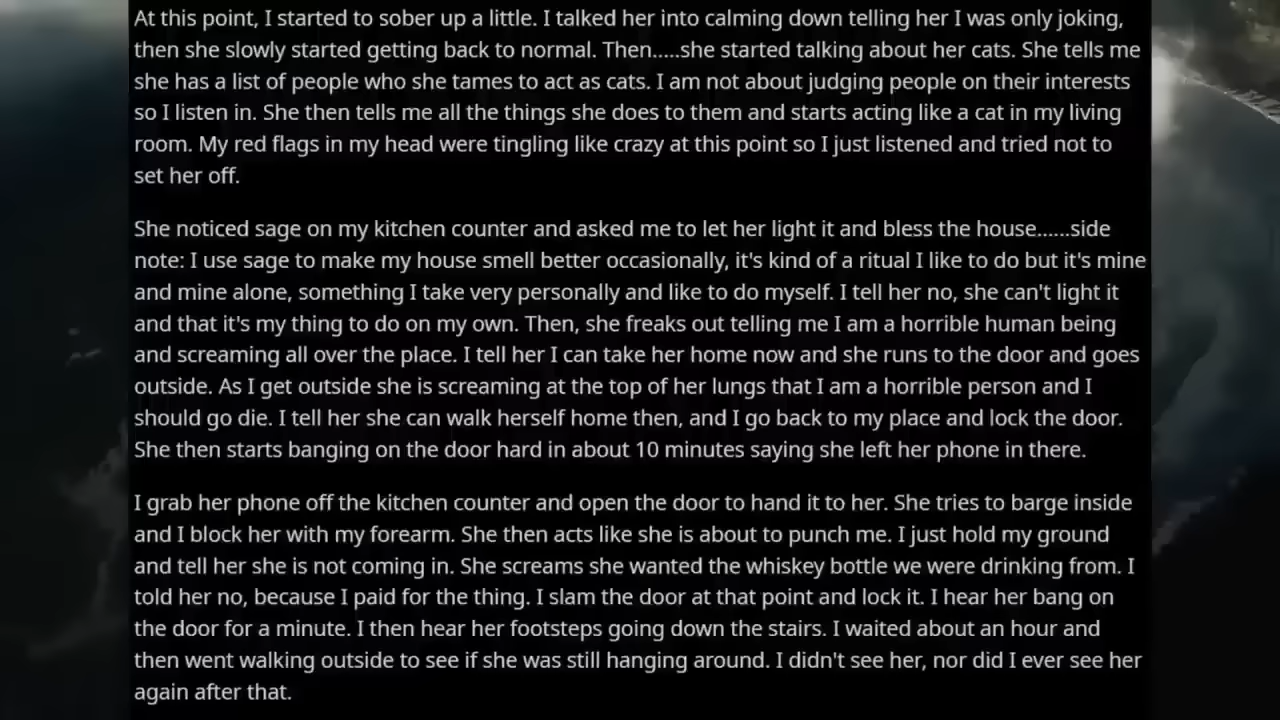 At this point, I started to sober up a little. I talked her into calming down telling her I was only joking,
then she slowly started getting back to normal. Then.....she started talking about her cats. She tells me
she has a list of people who she tames to act as cats. I am not about judging people on their interests
so I listen in. She then tells me all the things she does to them and starts acting like a cat in my living
room. My red flags in my head were tingling like crazy at this point so I just listened and tried not to
set her off.
She noticed sage on my kitchen counter and asked me to let her light it and bless the house......side
note: I use sage to make my house smell better occasionally, it's kind of a ritual I like to do but it's mine
and mine alone, something I take very personally and like to do myself. I tell her no, she can't light it
and that it's my thing to do on my own. Then, she freaks out telling me I am a horrible human being
and screaming all over the place. I tell her I can take her home now and she runs to the door and goes
outside. As I get outside she is screaming at the top of her lungs that I am a horrible person and I
should go die. I tell her she can walk herself home then, and I go back to my place and lock the door.
She then starts banging on the door hard in about 10 minutes saying she left her phone in there.
I grab her phone off the kitchen counter and open the door to hand it to her. She tries to barge inside
and I block her with my forearm. She then acts like she is about to punch me. I just hold my ground
and tell her she is not coming in. She screams she wanted the whiskey bottle we were drinking from. I
told her no, because I paid for the thing. I slam the door at that point and lock it. I hear her bang on
the door for a minute. I then hear her footsteps going down the stairs. I waited about an hour and
then went walking outside to see if she was still hanging around. I didn't see her, nor did I ever see her
again after that.